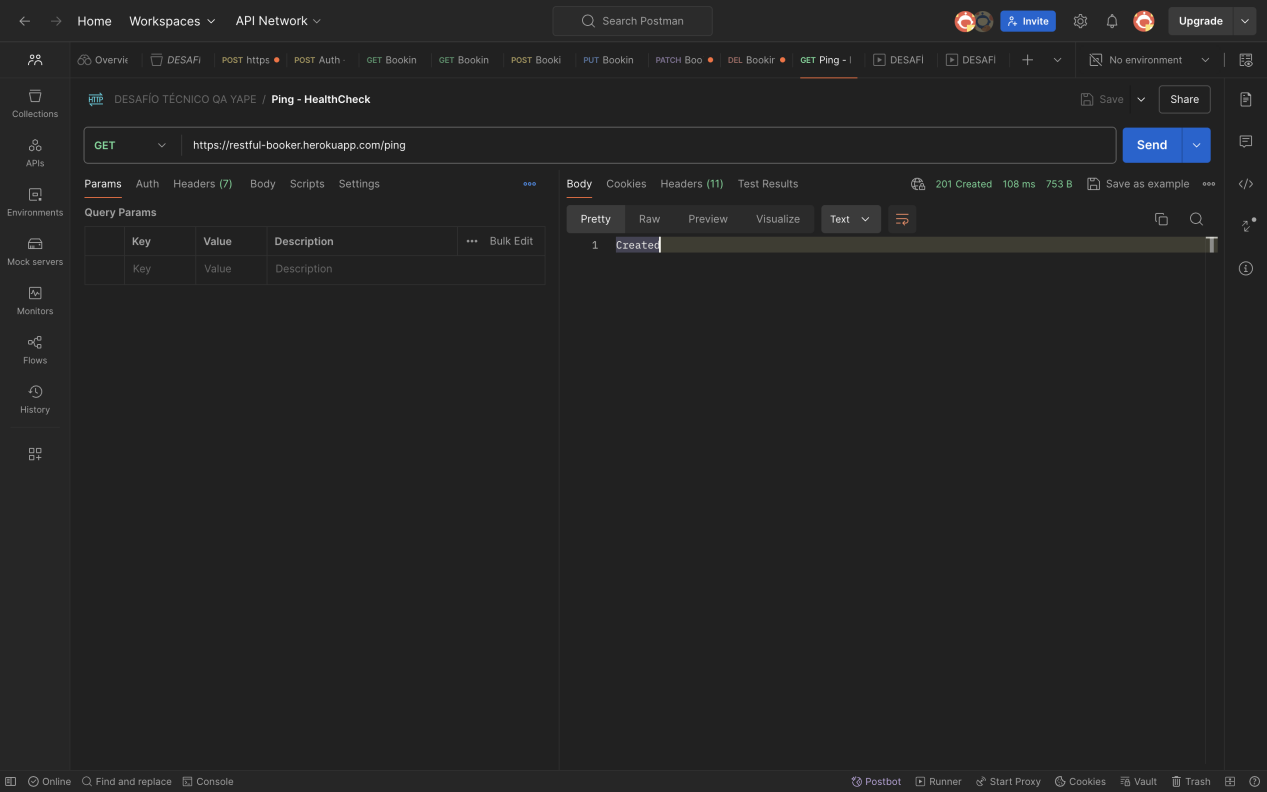 Home Workspaces API Network Search Postman Invite Upgrade
Overvie DESAFI POST https POST Auth GET Bookin GET Bookin POST Booki PUT Bookin PATCH Boo DEL Bookir GET Ping - DESAFI DESAFI No environment
HTTP DESAFÍO TÉCNICO QA YAPE / Ping - HealthCheck Save Share
Collections
APIs
Environments
Mock servers
Monitors
Flows
History
GET https://restful-booker.herokuapp.com/ping Send
Params Auth Headers (7) Body Scripts Settings
Query Params
Key Value Description Bulk Edit
Key Value Description
Body Cookies Headers (11) Test Results 201 Created 108 ms 753 B Save as example
Pretty Raw Preview Visualize Text
1 Created
Online Find and replace Console Postbot Runner Start Proxy Cookies Vault Trash